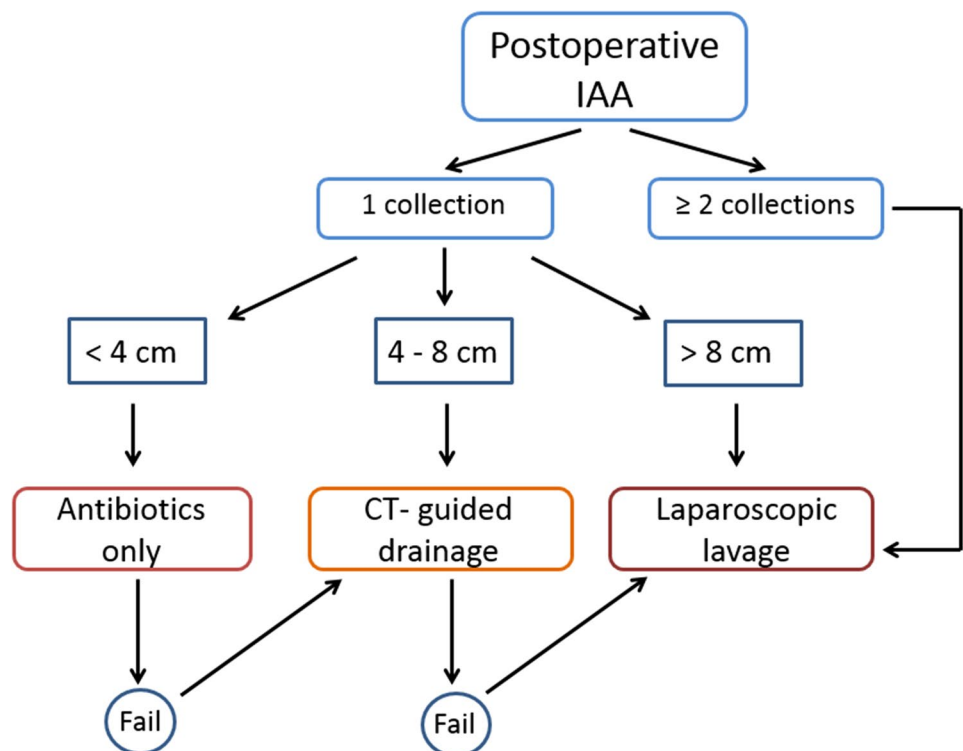 Postoperative
IAA
1 collection
≥ 2 collections
< 4 cm
4 - 8 cm
> 8 cm
Antibiotics
only
CT- guided
drainage
Laparoscopic
lavage
Fail
Fail